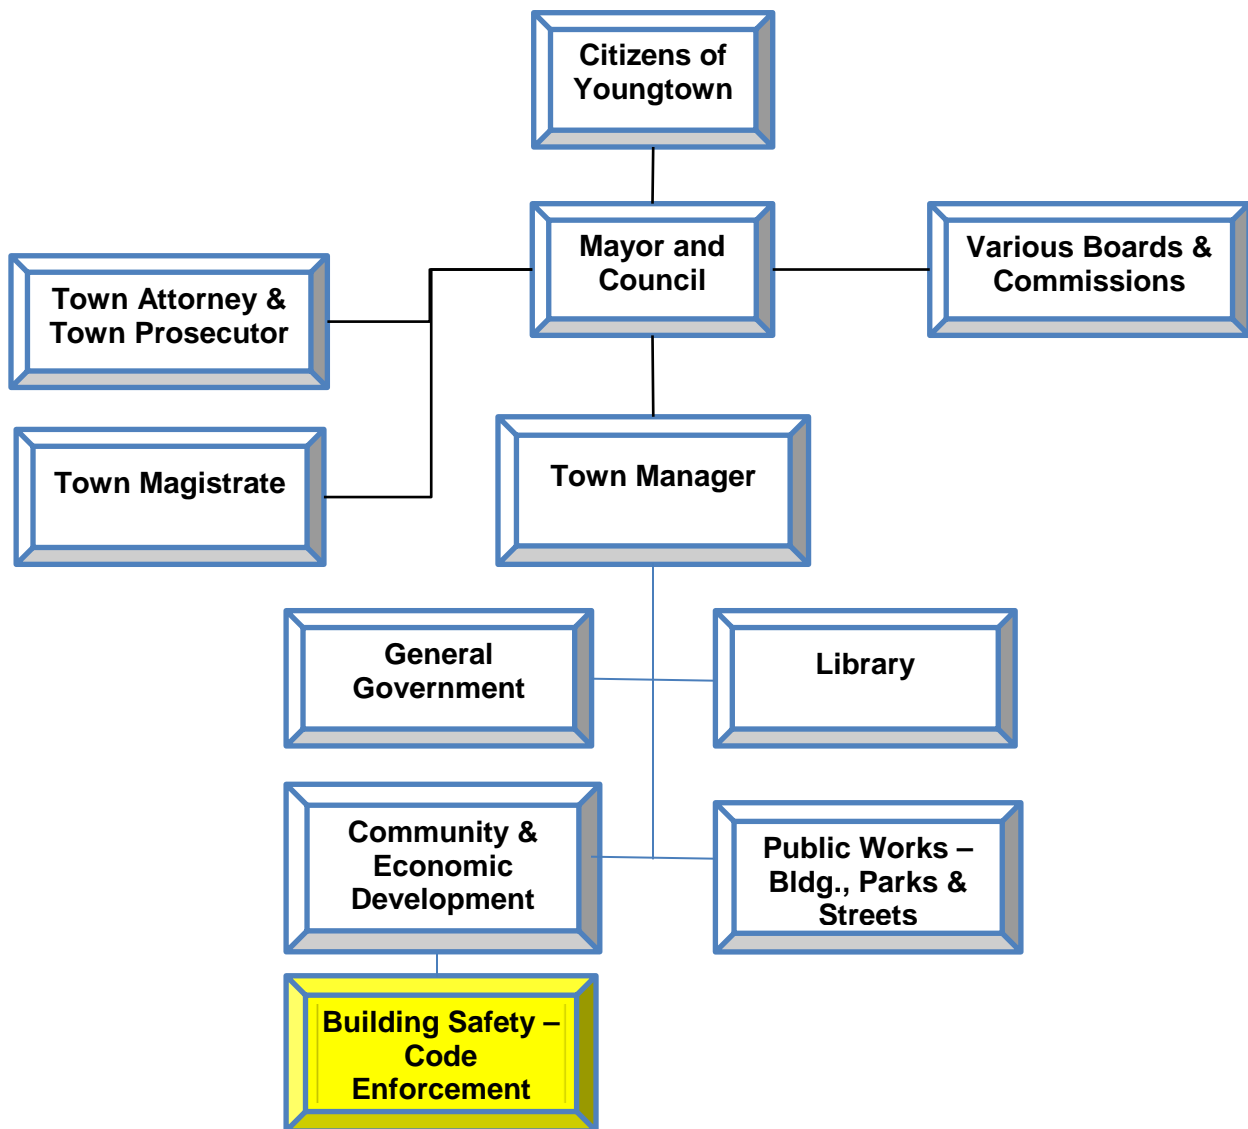 Citizens of
Youngtown
Mayor and
Council
Various Boards &
Commissions
Town Attorney &
Town Prosecutor
Town Magistrate
Town Manager
General
Government
Library
Community &
Economic
Development
Public Works –
Bldg., Parks &
Streets
Building Safety –
Code
Enforcement